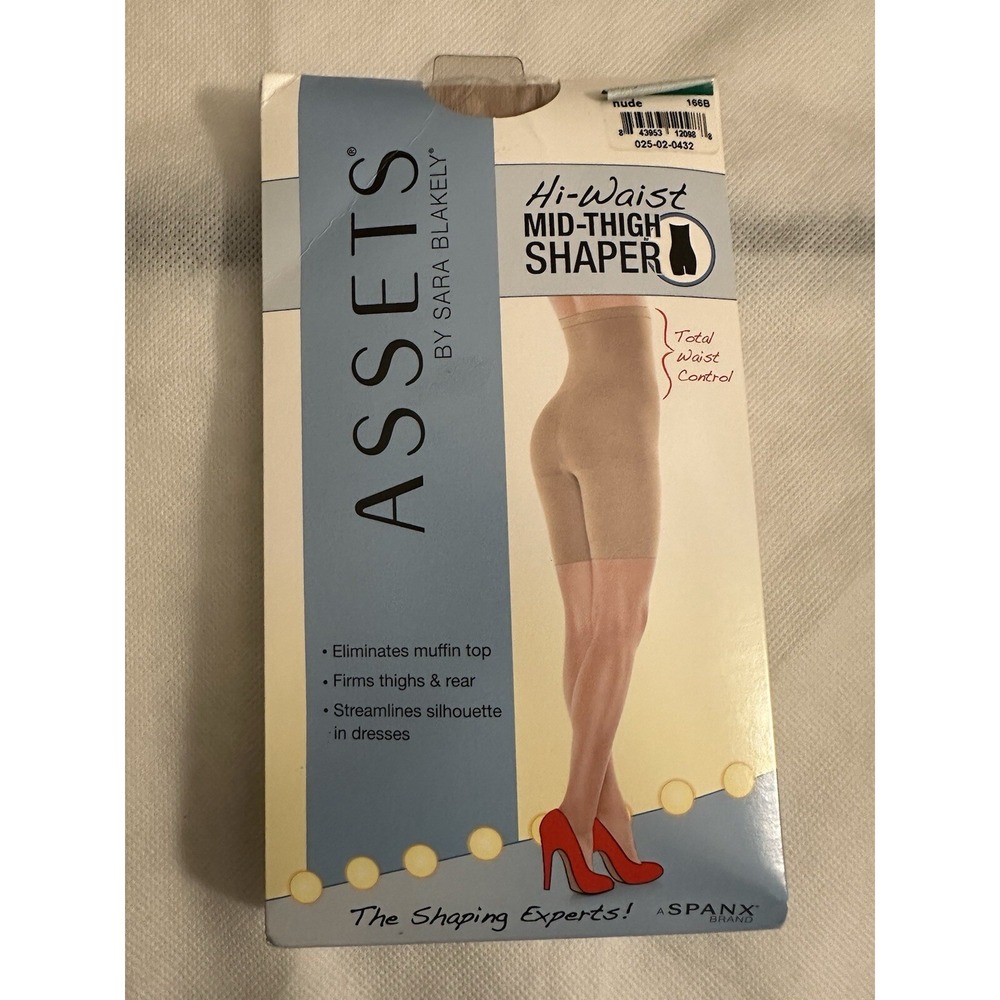 nude 166B
8 43953 12098 8
025-02-0432
ASSETS®
BY SARA BLAKELY®
Hi-Waist
MID-THIGH
SHAPER
Total
Waist
Control
• Eliminates muffin top
• Firms thighs & rear
• Streamlines silhouette
in dresses
The Shaping Experts!
A SPANX™
BRAND